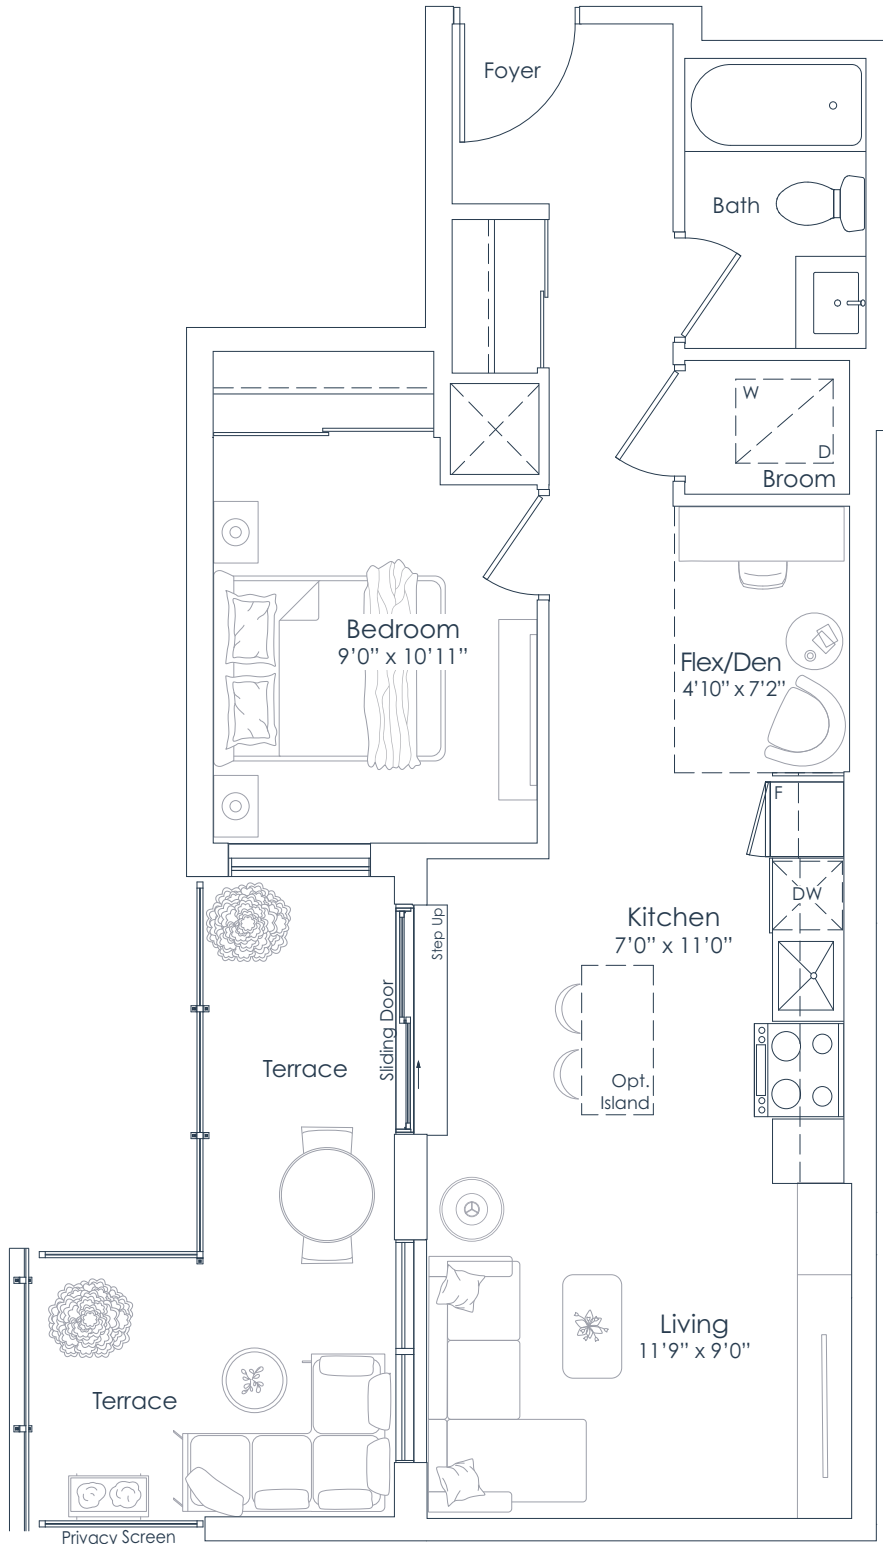 Foyer
Bath
W
D
Broom
Bedroom
9’0” x 10’11”
Flex/Den
4’10” x 7’2”
F
DW
Kitchen
7’0” x 11’0”
Step Up
Sliding Door
Terrace
Opt.
Island
Living
11’9” x 9’0”
Terrace
Privacy Screen